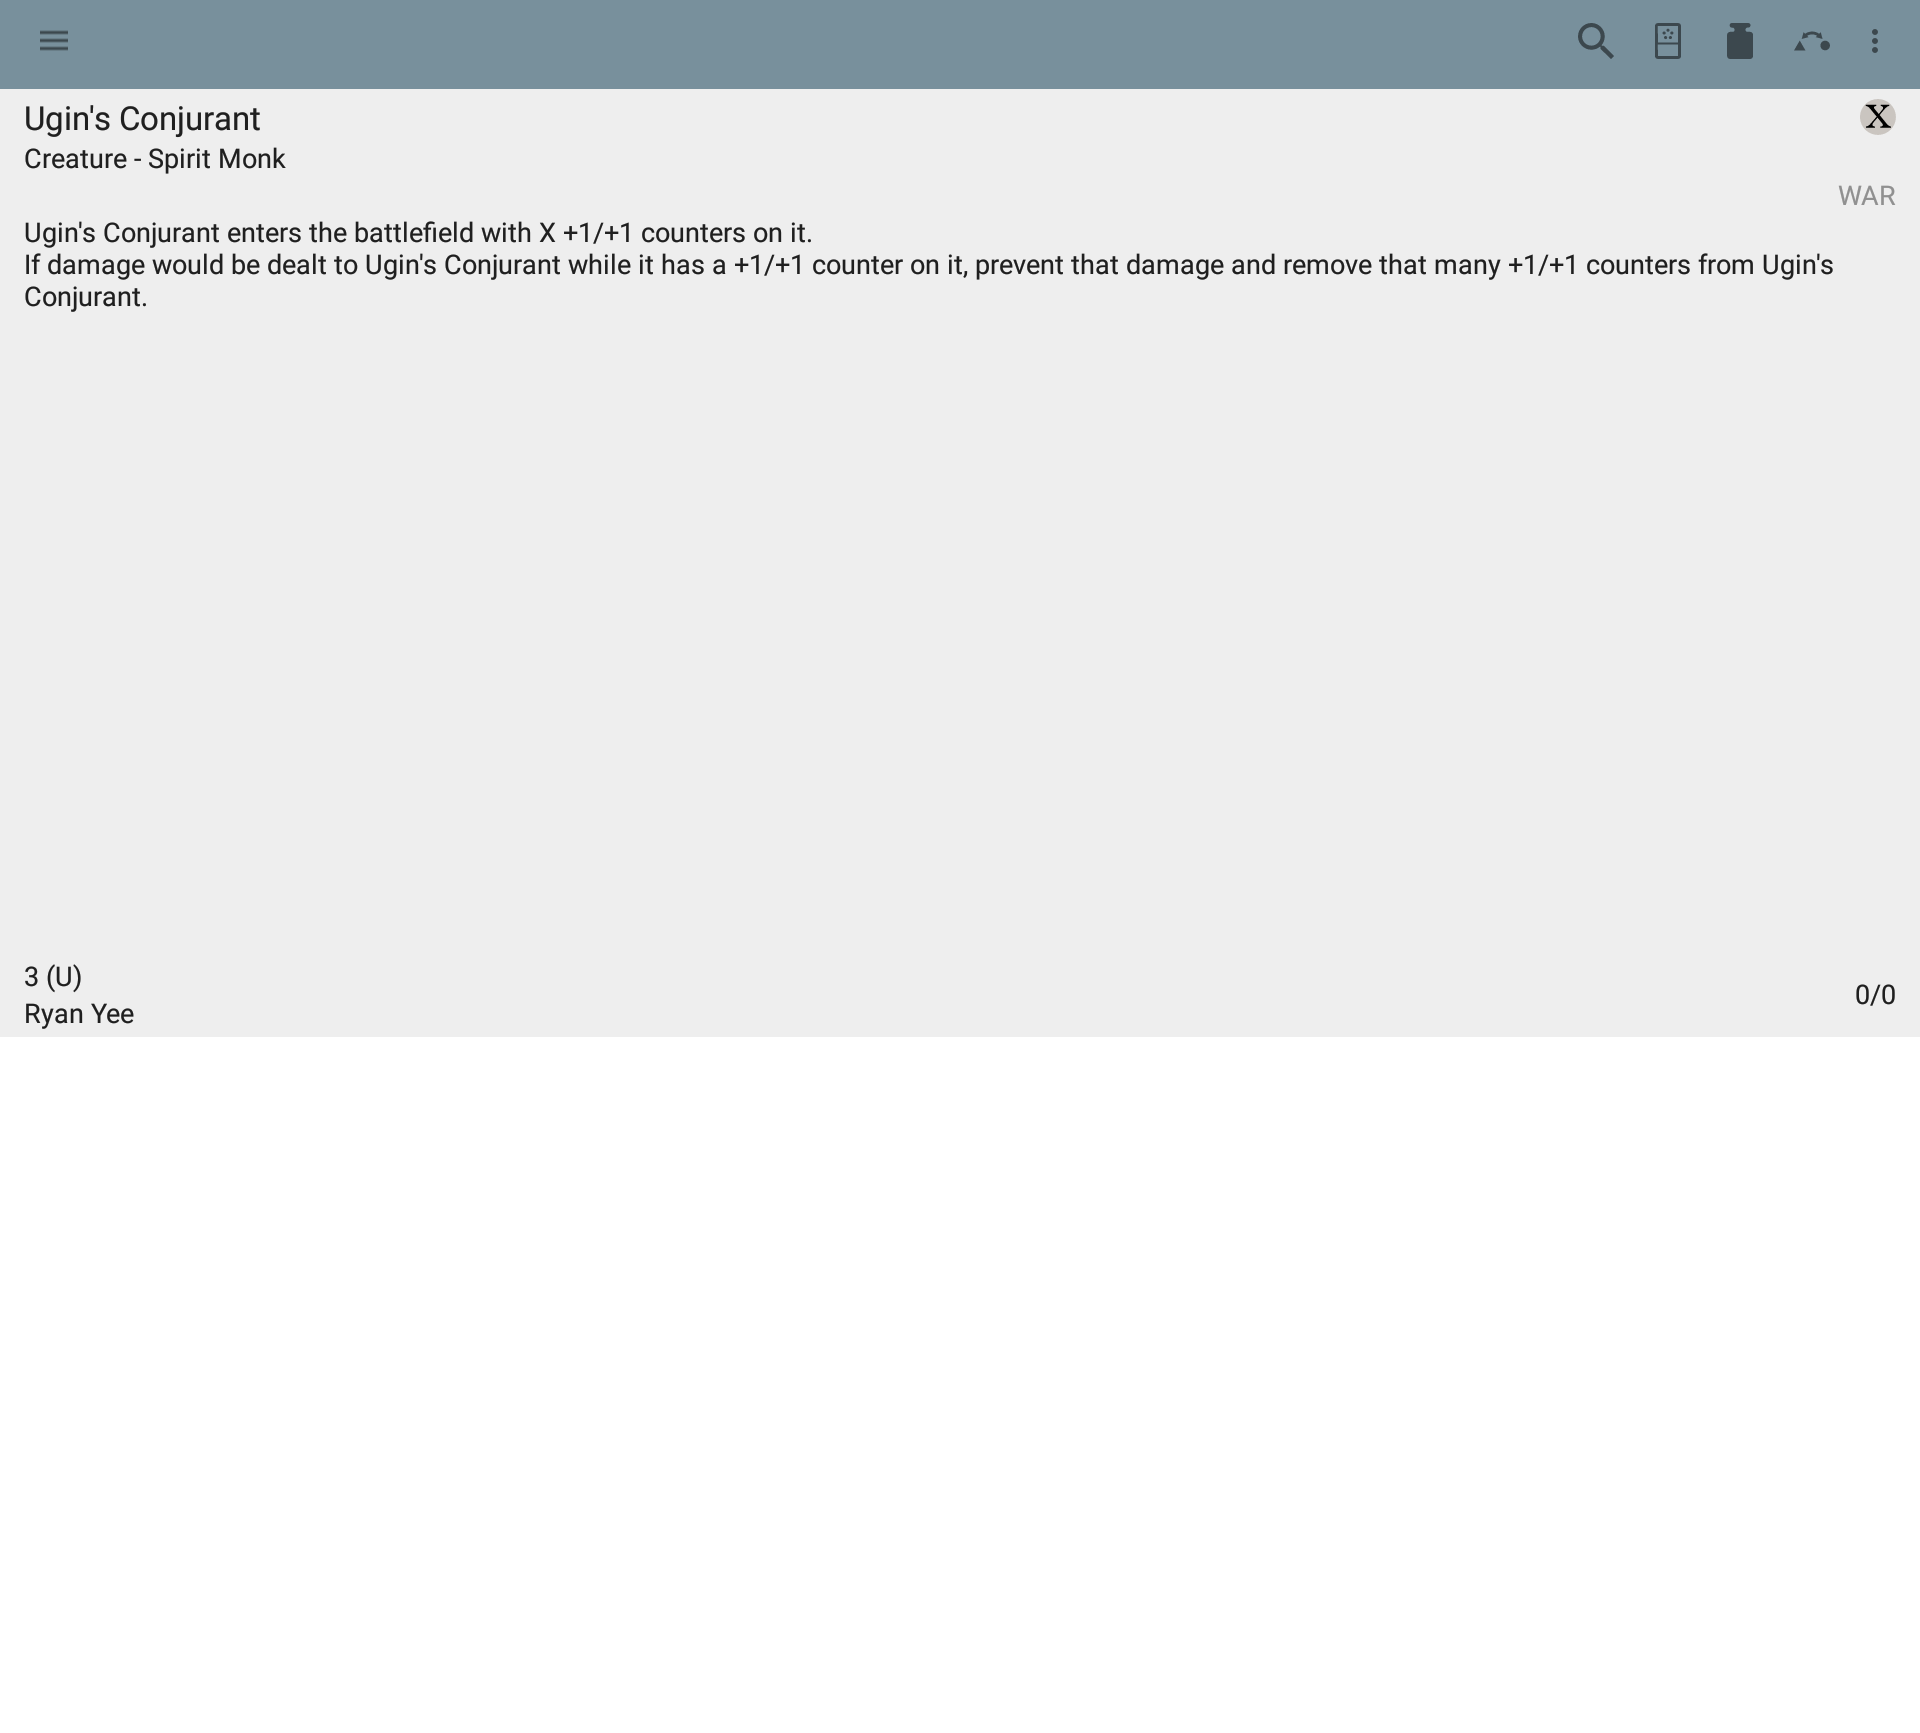 Ugin's Conjurant
X
Creature - Spirit Monk
WAR
Ugin's Conjurant enters the battlefield with X +1/+1 counters on it.
If damage would be dealt to Ugin's Conjurant while it has a +1/+1 counter on it, prevent that damage and remove that many +1/+1 counters from Ugin's
Conjurant.
3 (U)
0/0
Ryan Yee